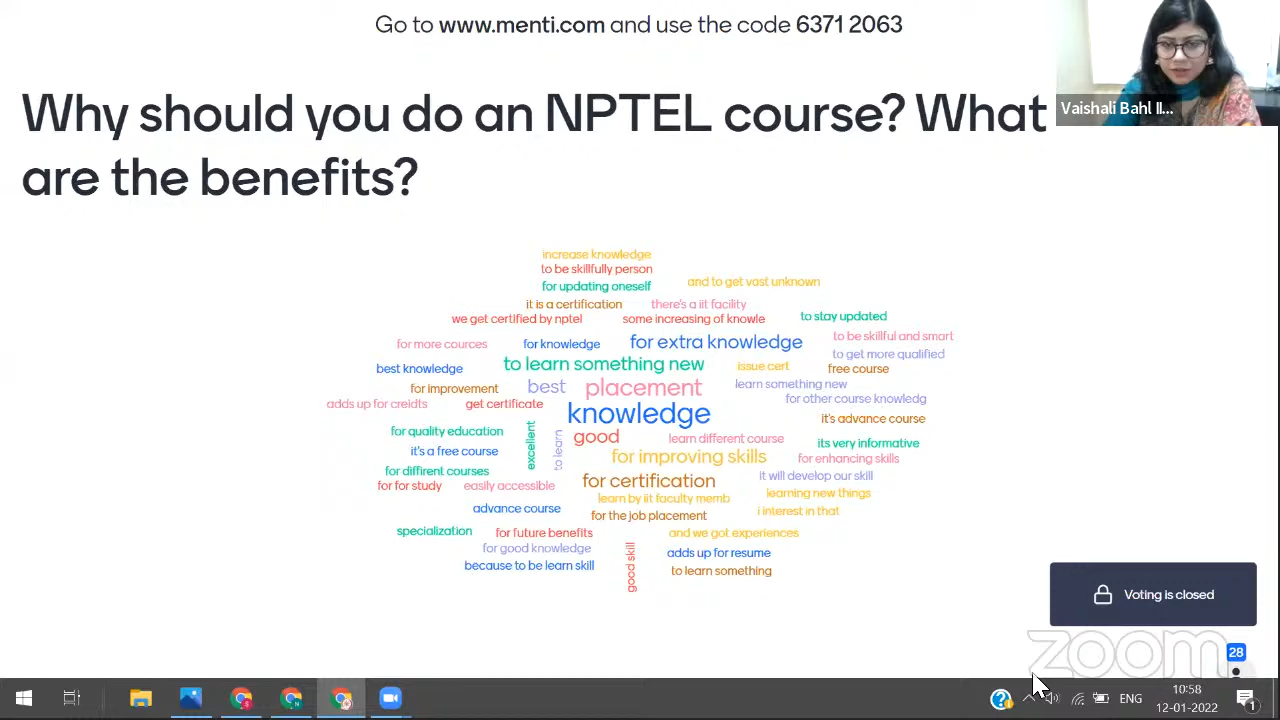 Go to www.menti.com and use the code 6371 2063
Vaishali Bahl II...
Why should you do an NPTEL course? What
are the benefits?
increase knowledge
to be skillfully person
and to get vast unknown
for updating oneself
it is a certification
there's a iit facility
we get certified by nptel
some increasing of knowle
to stay updated
for more cources
for knowledge
for extra knowledge
to be skillful and smart
to get more qualified
best knowledge
to learn something new
issue cert
free course
for improvement
best
placement
learn something new
for other course knowledg
adds up for creidts
get certificate
knowledge
it's advance course
for quality education
excellent
to learn
good
learn different course
its very informative
it's a free course
for improving skills
for enhancing skills
for diffirent courses
it will develop our skill
for for study
easily accessible
for certification
learning new things
learn by iit faculty memb
advance course
for the job placement
i interest in that
specialization
for future benefits
and we got experiences
for good knowledge
good skill
adds up for resume
because to be learn skill
to learn something
Voting is closed
zoom
28
ENG
10:58
12-01-2022
1